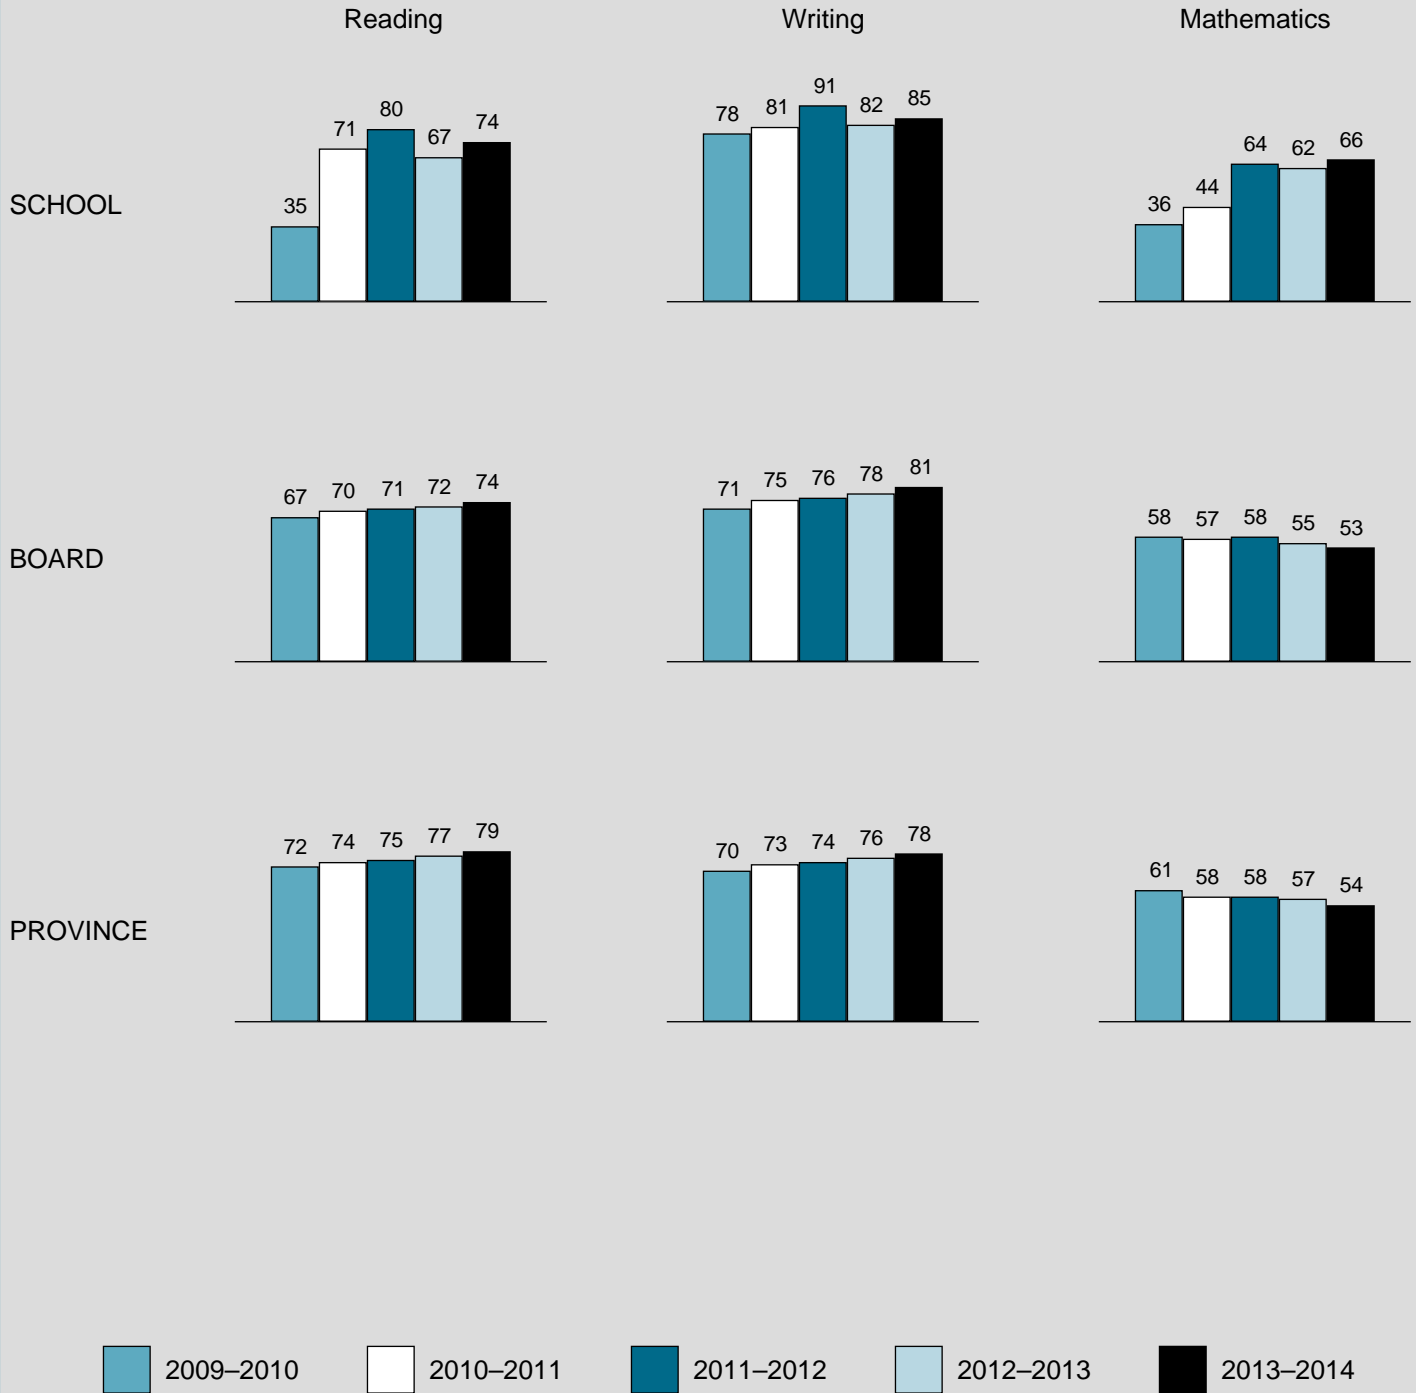 Reading Writing Mathematics
SCHOOL
35 71 80 67 74
78 81 91 82 85
36 44 64 62 66
BOARD
67 70 71 72 74
71 75 76 78 81
58 57 58 55 53
PROVINCE
72 74 75 77 79
70 73 74 76 78
61 58 58 57 54
2009–2010 2010–2011 2011–2012 2012–2013 2013–2014